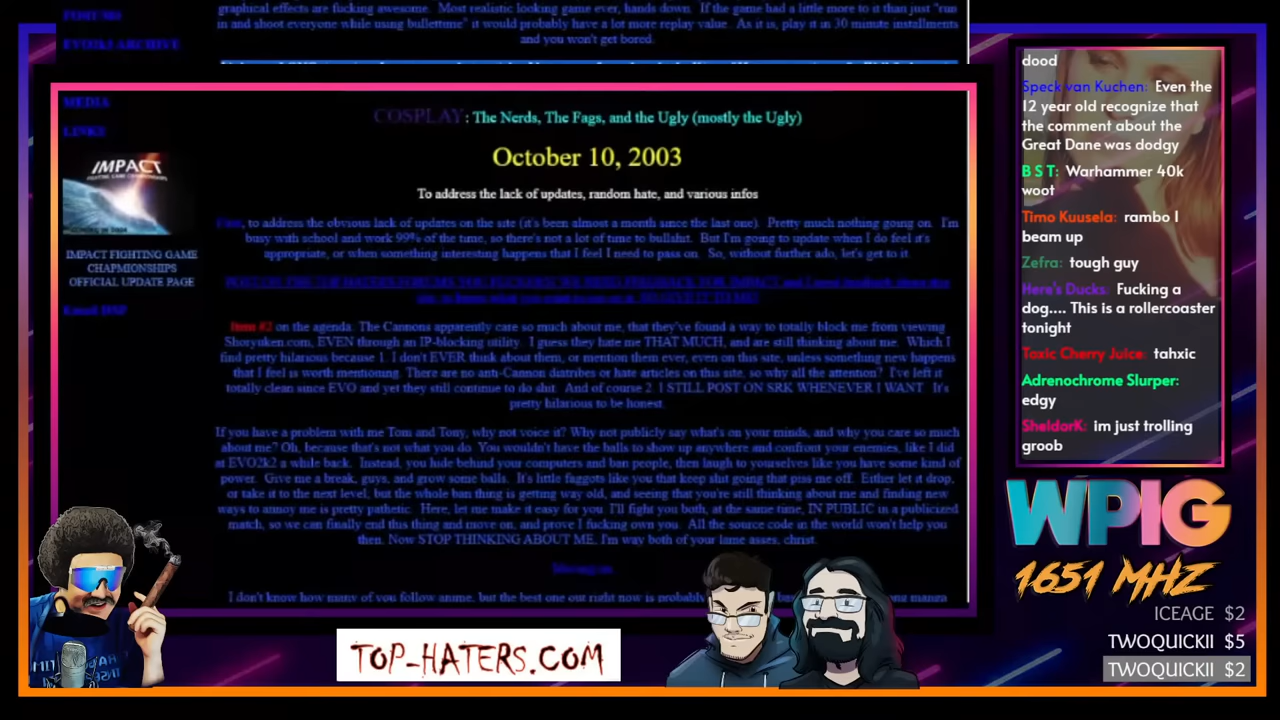 FORUMS
EVO2K3 ARCHIVE
graphical effects are fucking awesome. Most realistic looking game ever, hands down. If the game had a little more to it than just "run
in and shoot everyone while using bullettime" it would probably have a lot more replay value. As it is, play it in 30 minute installments
and you won't get bored.
MEDIA
LINKS
IMPACT
IMPACT FIGHTING GAME
CHAPMIONSHIPS
OFFICIAL UPDATE PAGE
Email DSP
COSPLAY: The Nerds, The Fags, and the Ugly (mostly the Ugly)
October 10, 2003
To address the lack of updates, random hate, and various infos
First, to address the obvious lack of updates on the site (it's been almost a month since the last one). Pretty much nothing going on. I'm
busy with school and work 99% of the time, so there's not a lot of time to bullshit. But I'm going to update when I do feel it's
appropriate, or when something interesting happens that I feel I need to pass on. So, without further ado, let's get to it.
Item #2 on the agenda. The Cannons apparently care so much about me, that they've found a way to totally block me from viewing
Shoryuken.com, EVEN through an IP-blocking utility. I guess they hate me THAT MUCH, and are still thinking about me. Which I
find pretty hilarious because 1. I don't EVER think about them, or mention them ever, even on this site, unless something new happens
that I feel is worth mentioning. There are no anti-Cannon diatribes or hate articles on this site, so why all the attention? I've left it
totally clean since EVO and yet they still continue to do shit. And of course 2. I STILL POST ON SRK WHENEVER I WANT. It's
pretty hilarious to be honest.
If you have a problem with me Tom and Tony, why not voice it? Why not publicly say what's on your minds, and why you care so much
about me? Oh, because that's not what you do. You wouldn't have the balls to show up anywhere and confront your enemies, like I did
at EVO2k2 a while back. Instead, you hide behind your computers and ban people, then laugh to yourselves like you have some kind of
power. Give me a break, guys, and grow some balls. It's little faggots like you that keep shit going that piss me off. Either let it drop,
or take it to the next level, but the whole ban thing is getting way old, and seeing that you're still thinking about me and finding new
ways to annoy me is pretty pathetic. Here, let me make it easy for you. I'll fight you both, at the same time, IN PUBLIC in a publicized
match, so we can finally end this thing and move on, and prove I fucking own you. All the source code in the world won't help you
then. Now STOP THINKING ABOUT ME. I'm way both of your lame asses, christ.
Moving on
I don't know how many of you follow anime, but the best one out right now is probably
dood
Speck van Kuchen: Even the
12 year old recognize that
the comment about the
Great Dane was dodgy
B S T: Warhammer 40k
woot
Timo Kuusela: rambo I
beam up
Zefra: tough guy
Here's Ducks: Fucking a
dog.... This is a rollercoaster
tonight
Toxic Cherry Juice: tahxic
Adrenochrome Slurper:
edgy
SheldorK: im just trolling
groob
WPIG
1651 MHZ
ICEAGE $2
TWOQUICKII $5
TWOQUICKII $2
TOP-HATERS.COM